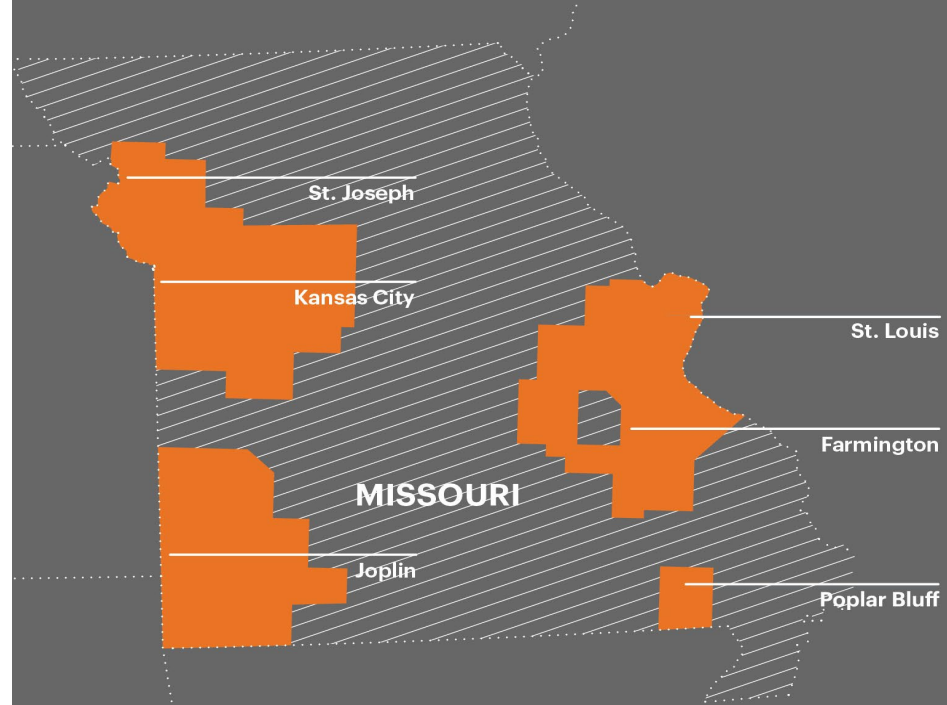 St. Joseph
Kansas City
St. Louis
Farmington
MISSOURI
Joplin
Poplar Bluff